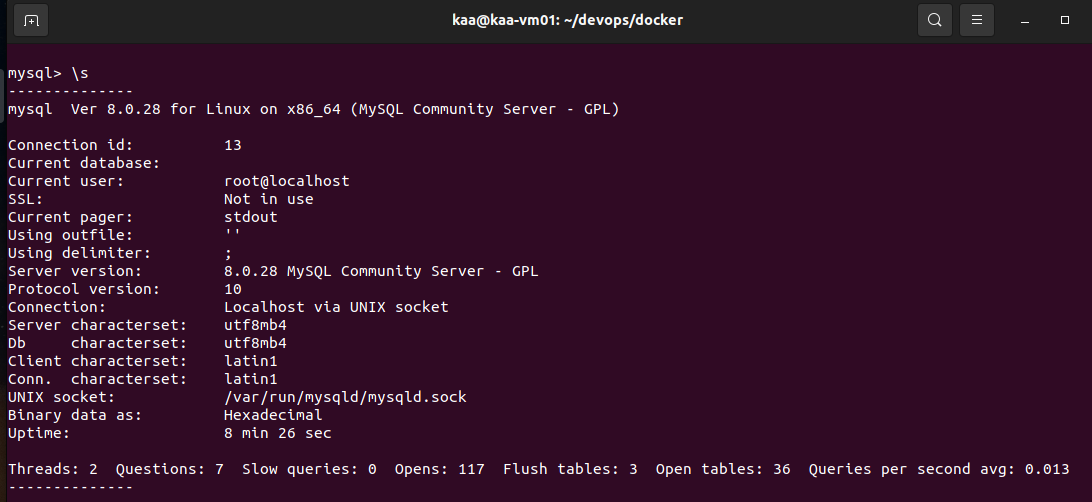 kaa@kaa-vm01: ~/devops/docker
mysql> \s
--------------
mysql  Ver 8.0.28 for Linux on x86_64 (MySQL Community Server - GPL)
Connection id:          13
Current database:
Current user:           root@localhost
SSL:                    Not in use
Current pager:          stdout
Using outfile:          ''
Using delimiter:        ;
Server version:         8.0.28 MySQL Community Server - GPL
Protocol version:       10
Connection:             Localhost via UNIX socket
Server characterset:    utf8mb4
Db     characterset:    utf8mb4
Client characterset:    latin1
Conn.  characterset:    latin1
UNIX socket:            /var/run/mysqld/mysqld.sock
Binary data as:         Hexadecimal
Uptime:                 8 min 26 sec
Threads: 2  Questions: 7  Slow queries: 0  Opens: 117  Flush tables: 3  Open tables: 36  Queries per second avg: 0.013
--------------